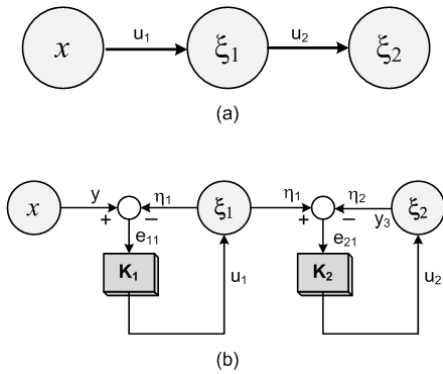 x u₁ ξ₁ u₂ ξ₂
(a)
x y + − η₁ ξ₁ η₁ + − η₂ y₃ ξ₂
e₁₁ e₂₁
K₁ u₁ K₂ u₂
(b)